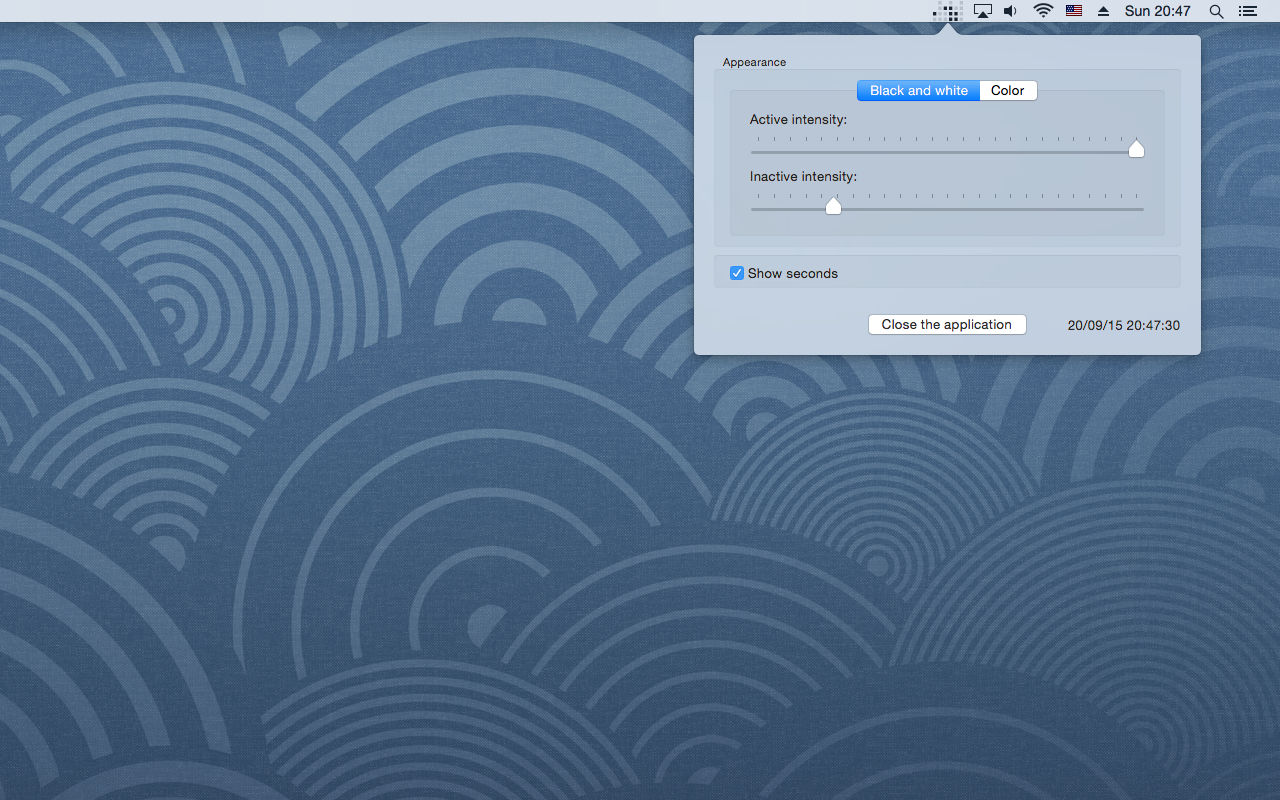 Sun 20:47
Appearance
Black and white Color
Active intensity:
Inactive intensity:
Show seconds
Close the application 20/09/15 20:47:30